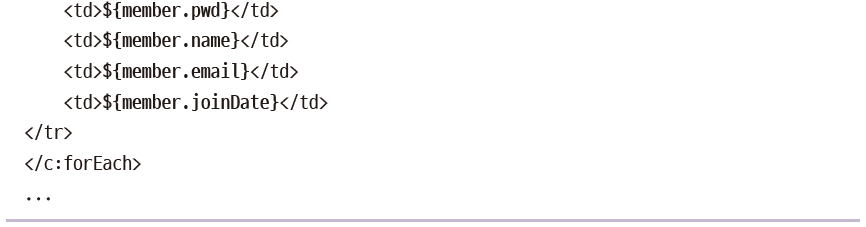 <td>${member.pwd}</td>
<td>${member.name}</td>
<td>${member.email}</td>
<td>${member.joinDate}</td>
</tr>
</c:forEach>
...